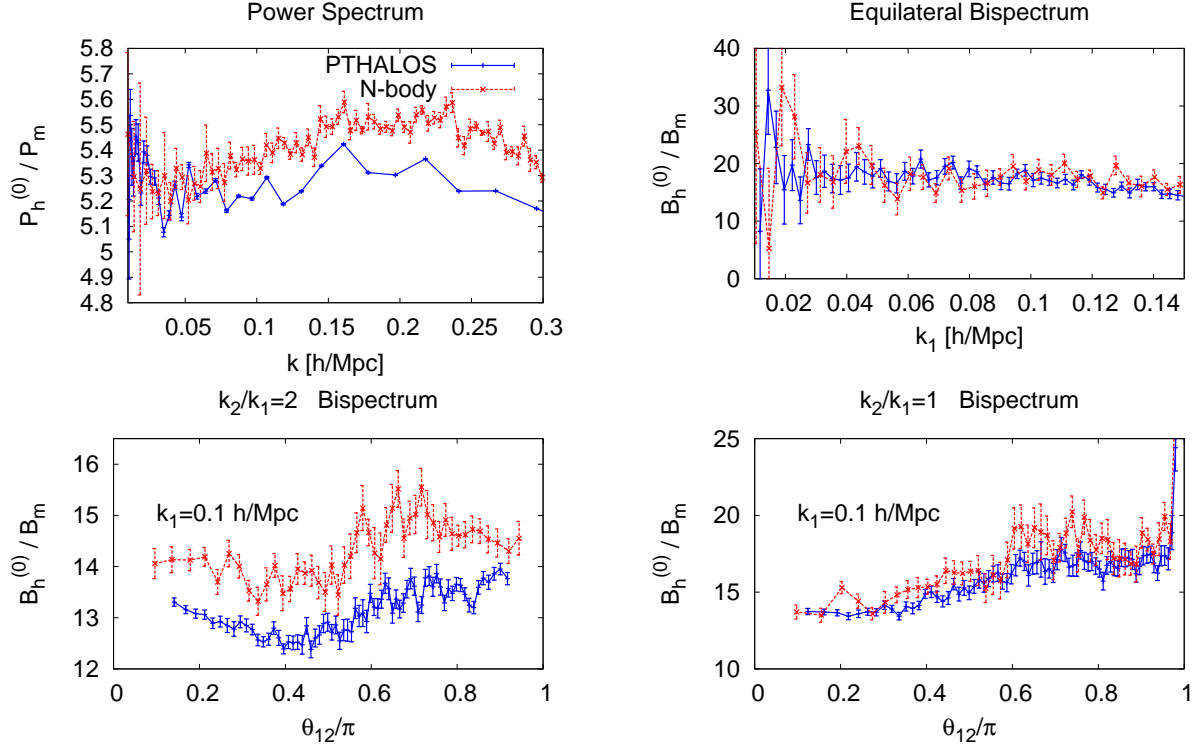 Power Spectrum
P_h^(0) / P_m
5.8
5.7
5.6
5.5
5.4
5.3
5.2
5.1
5
4.9
4.8
PTHALOS
N-body
0.05 0.1 0.15 0.2 0.25 0.3
k [h/Mpc]
Equilateral Bispectrum
B_h^(0) / B_m
40
30
20
10
0
0.02 0.04 0.06 0.08 0.1 0.12 0.14
k_1 [h/Mpc]
k_2/k_1=2 Bispectrum
B_h^(0) / B_m
16
15
14
13
12
k_1=0.1 h/Mpc
0 0.2 0.4 0.6 0.8 1
θ_12/π
k_2/k_1=1 Bispectrum
B_h^(0) / B_m
25
20
15
10
k_1=0.1 h/Mpc
0 0.2 0.4 0.6 0.8 1
θ_12/π